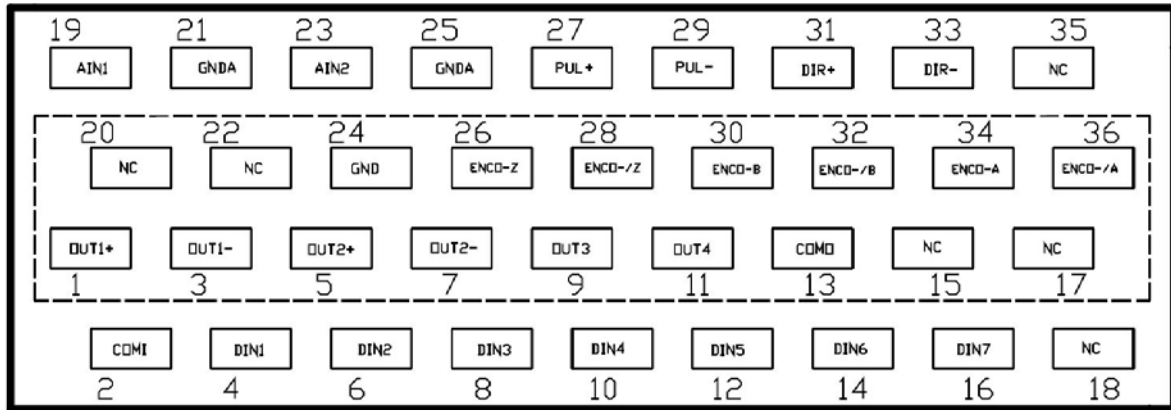 19 21 23 25 27 29 31 33 35
AIN1 GNDA AIN2 GNDA PUL+ PUL- DIR+ DIR- NC
20 22 24 26 28 30 32 34 36
NC NC GND ENCO-Z ENCO-/Z ENCO-B ENCO-/B ENCO-A ENCO-/A
OUT1+ OUT1- OUT2+ OUT2- OUT3 OUT4 COMO NC NC
1 3 5 7 9 11 13 15 17
COMI DIN1 DIN2 DIN3 DIN4 DIN5 DIN6 DIN7 NC
2 4 6 8 10 12 14 16 18